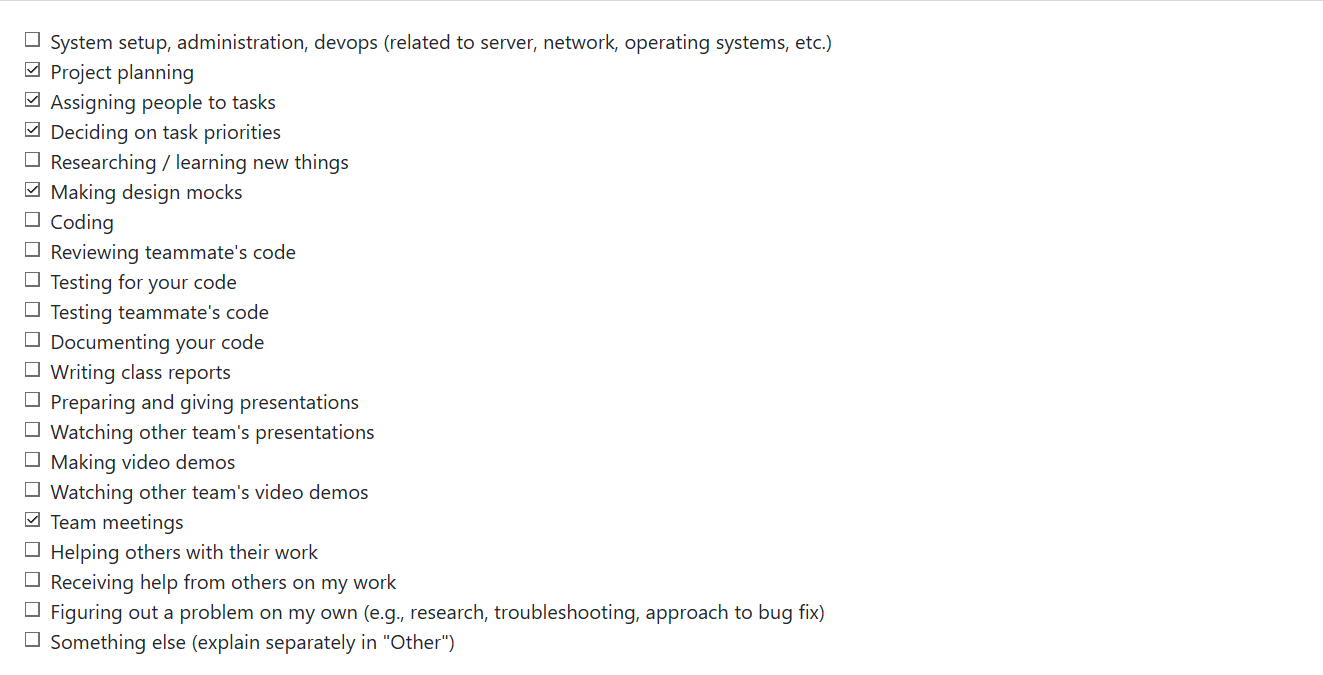 System setup, administration, devops (related to server, network, operating systems, etc.)
Project planning
Assigning people to tasks
Deciding on task priorities
Researching / learning new things
Making design mocks
Coding
Reviewing teammate's code
Testing for your code
Testing teammate's code
Documenting your code
Writing class reports
Preparing and giving presentations
Watching other team's presentations
Making video demos
Watching other team's video demos
Team meetings
Helping others with their work
Receiving help from others on my work
Figuring out a problem on my own (e.g., research, troubleshooting, approach to bug fix)
Something else (explain separately in "Other")